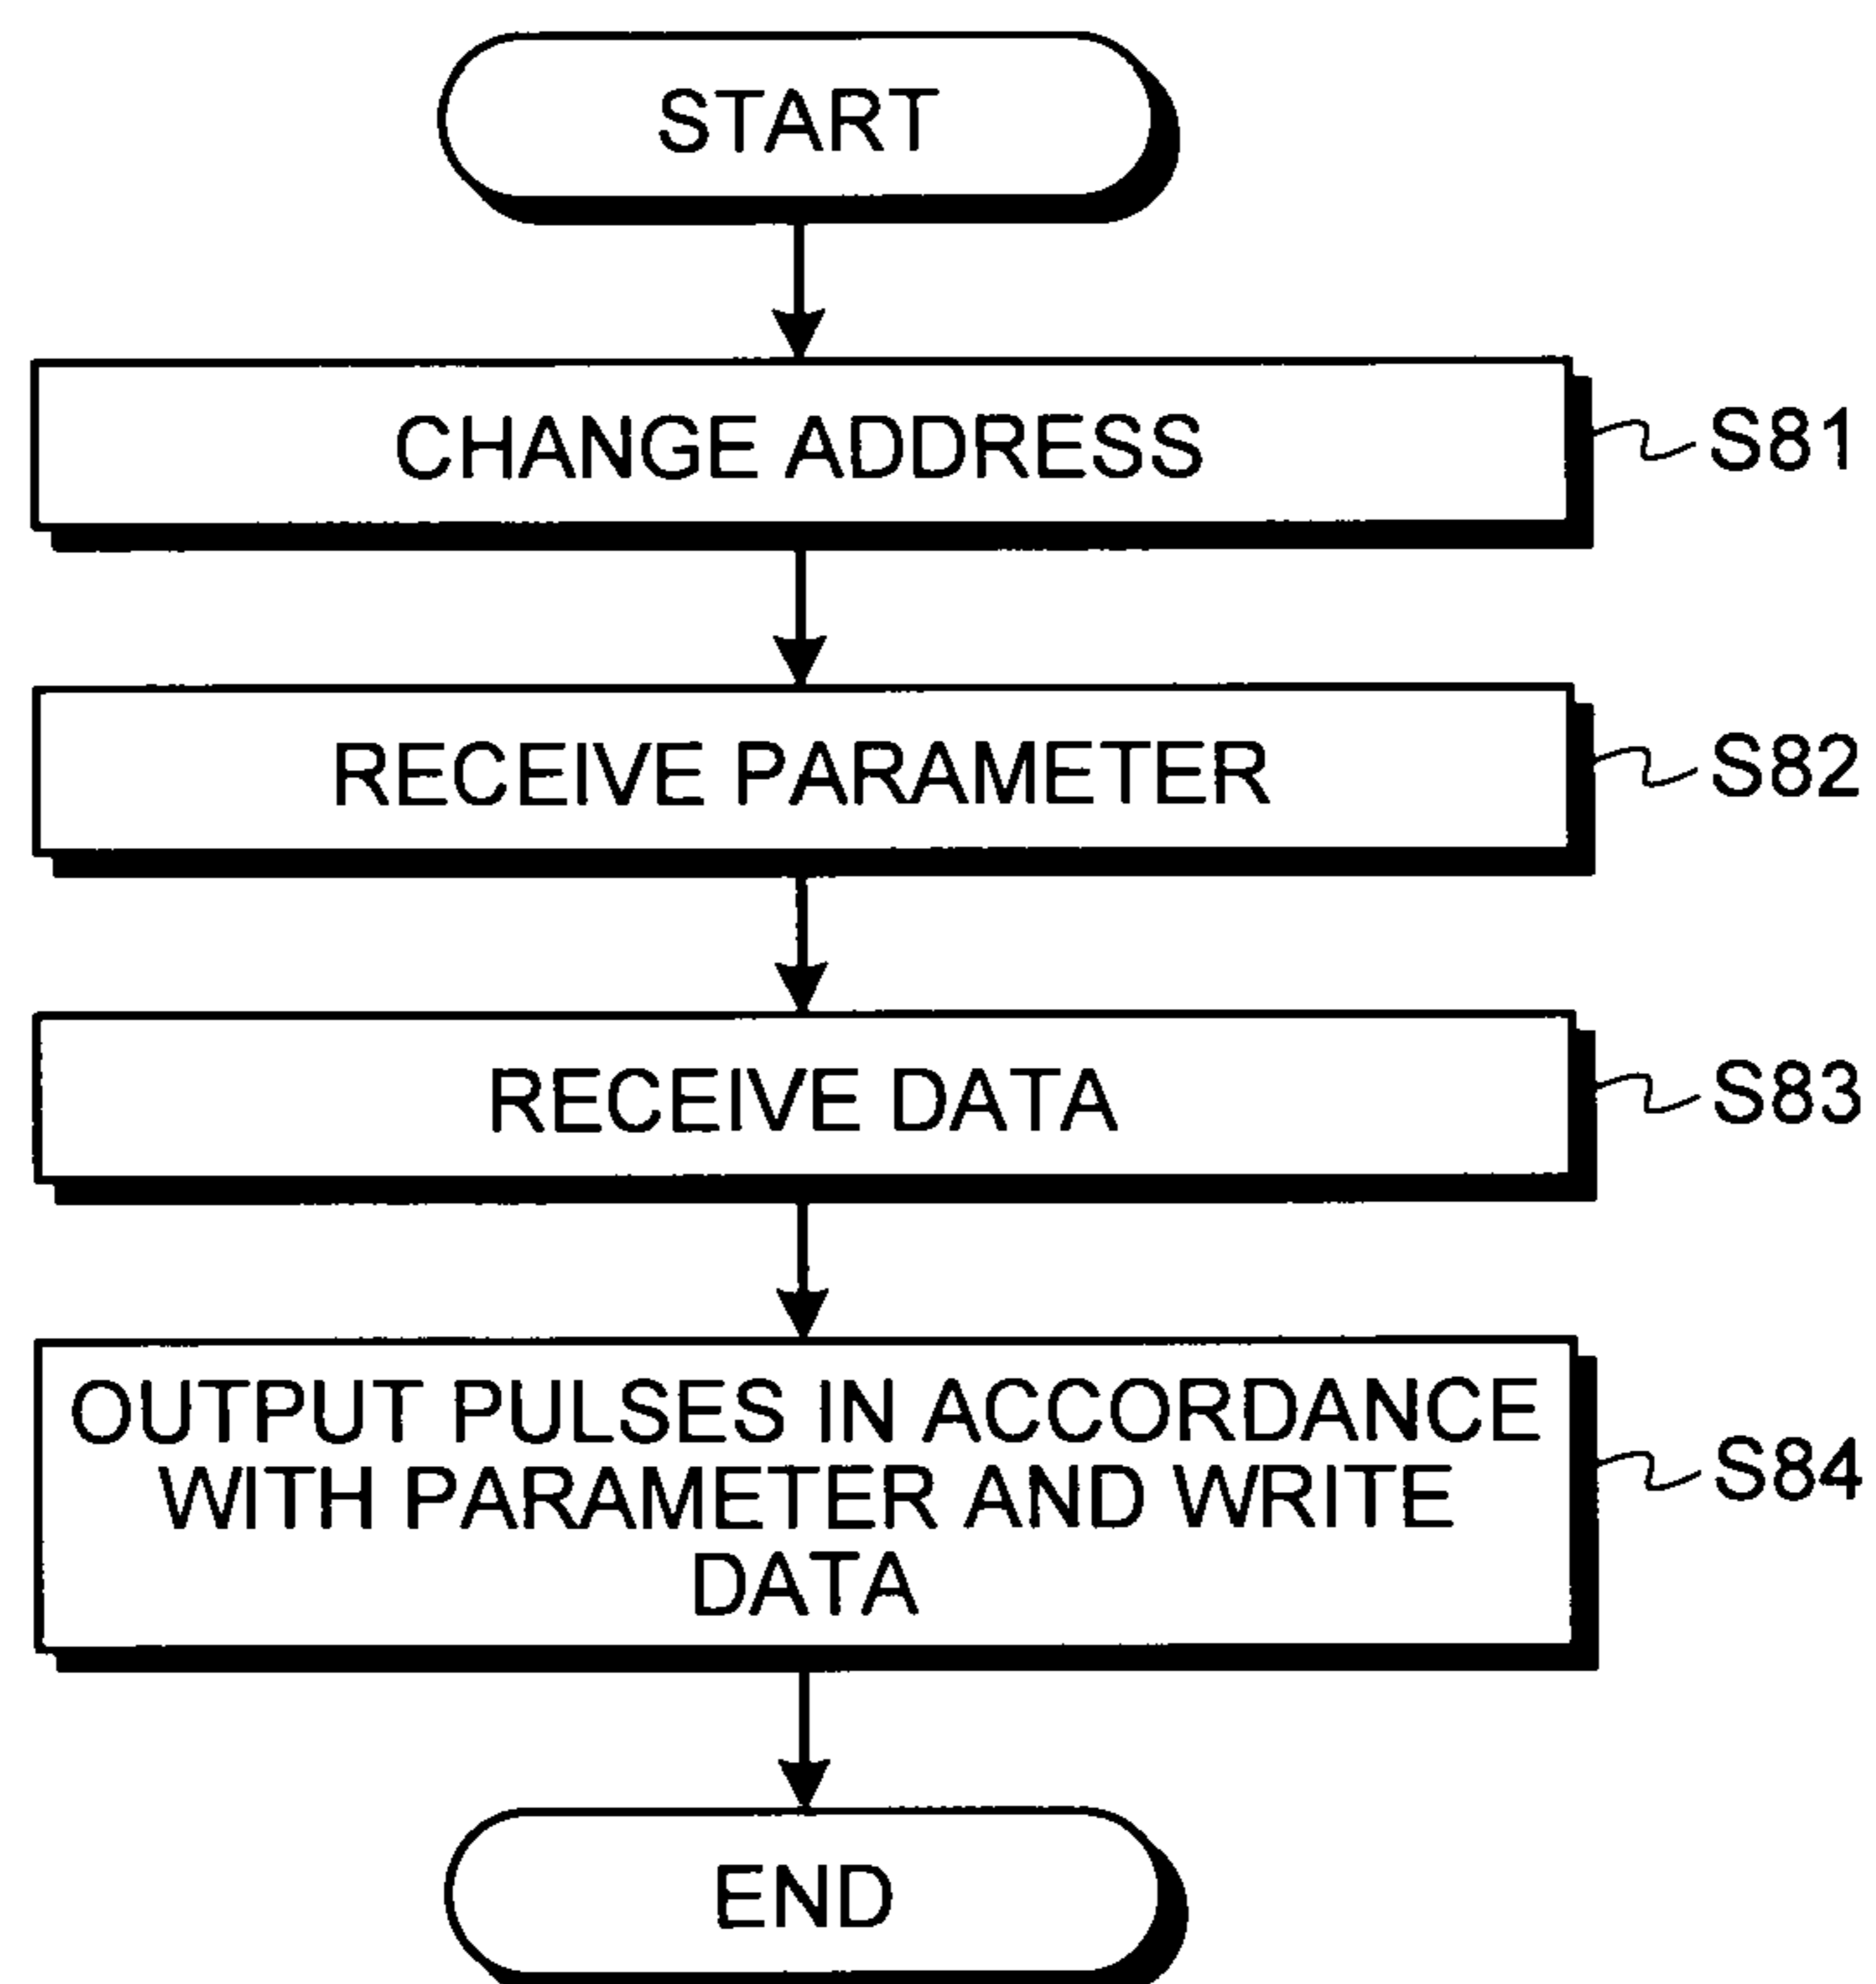 START
CHANGE ADDRESS
S81
RECEIVE PARAMETER
S82
RECEIVE DATA
S83
OUTPUT PULSES IN ACCORDANCE
WITH PARAMETER AND WRITE
DATA
S84
END